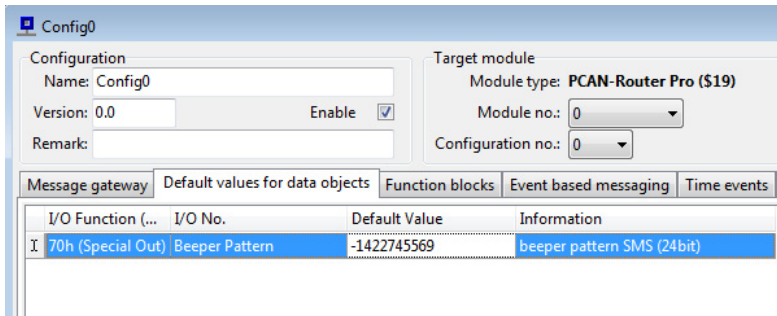 Config0
Configuration
Name: Config0
Version: 0.0 Enable
Remark:
Target module
Module type: PCAN-Router Pro ($19)
Module no.: 0
Configuration no.: 0
Message gateway Default values for data objects Function blocks Event based messaging Time events
I/O Function (... I/O No. Default Value Information
70h (Special Out) Beeper Pattern -1422745569 beeper pattern SMS (24bit)